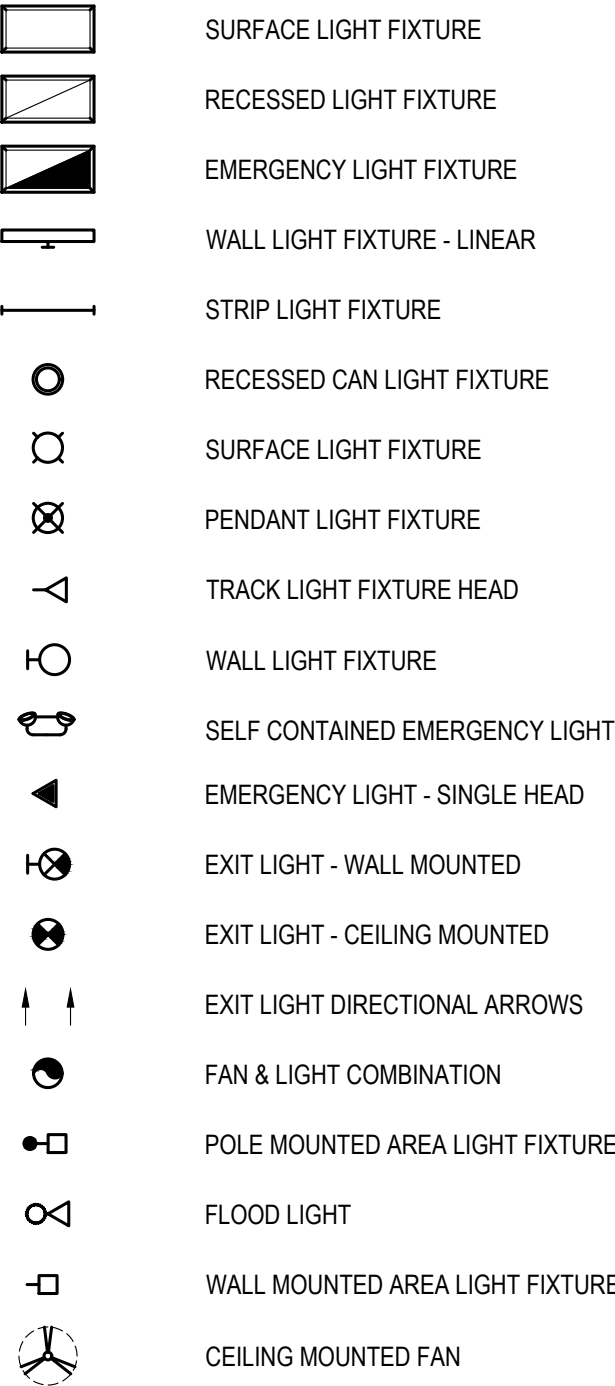 SURFACE LIGHT FIXTURE
RECESSED LIGHT FIXTURE
EMERGENCY LIGHT FIXTURE
WALL LIGHT FIXTURE - LINEAR
STRIP LIGHT FIXTURE
RECESSED CAN LIGHT FIXTURE
SURFACE LIGHT FIXTURE
PENDANT LIGHT FIXTURE
TRACK LIGHT FIXTURE HEAD
WALL LIGHT FIXTURE
SELF CONTAINED EMERGENCY LIGHT
EMERGENCY LIGHT - SINGLE HEAD
EXIT LIGHT - WALL MOUNTED
EXIT LIGHT - CEILING MOUNTED
EXIT LIGHT DIRECTIONAL ARROWS
FAN & LIGHT COMBINATION
POLE MOUNTED AREA LIGHT FIXTURE
FLOOD LIGHT
WALL MOUNTED AREA LIGHT FIXTURE
CEILING MOUNTED FAN